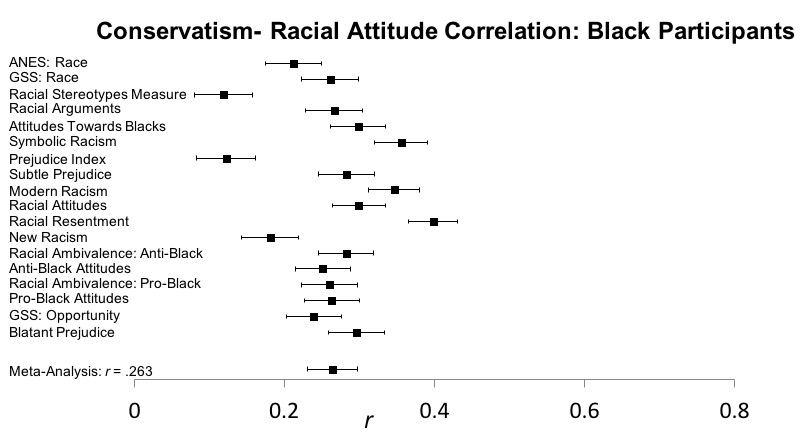 Conservatism- Racial Attitude Correlation: Black Participants
ANES: Race
GSS: Race
Racial Stereotypes Measure
Racial Arguments
Attitudes Towards Blacks
Symbolic Racism
Prejudice Index
Subtle Prejudice
Modern Racism
Racial Attitudes
Racial Resentment
New Racism
Racial Ambivalence: Anti-Black
Anti-Black Attitudes
Racial Ambivalence: Pro-Black
Pro-Black Attitudes
GSS: Opportunity
Blatant Prejudice
Meta-Analysis: r = .263
0 0.2 0.4 0.6 0.8
r